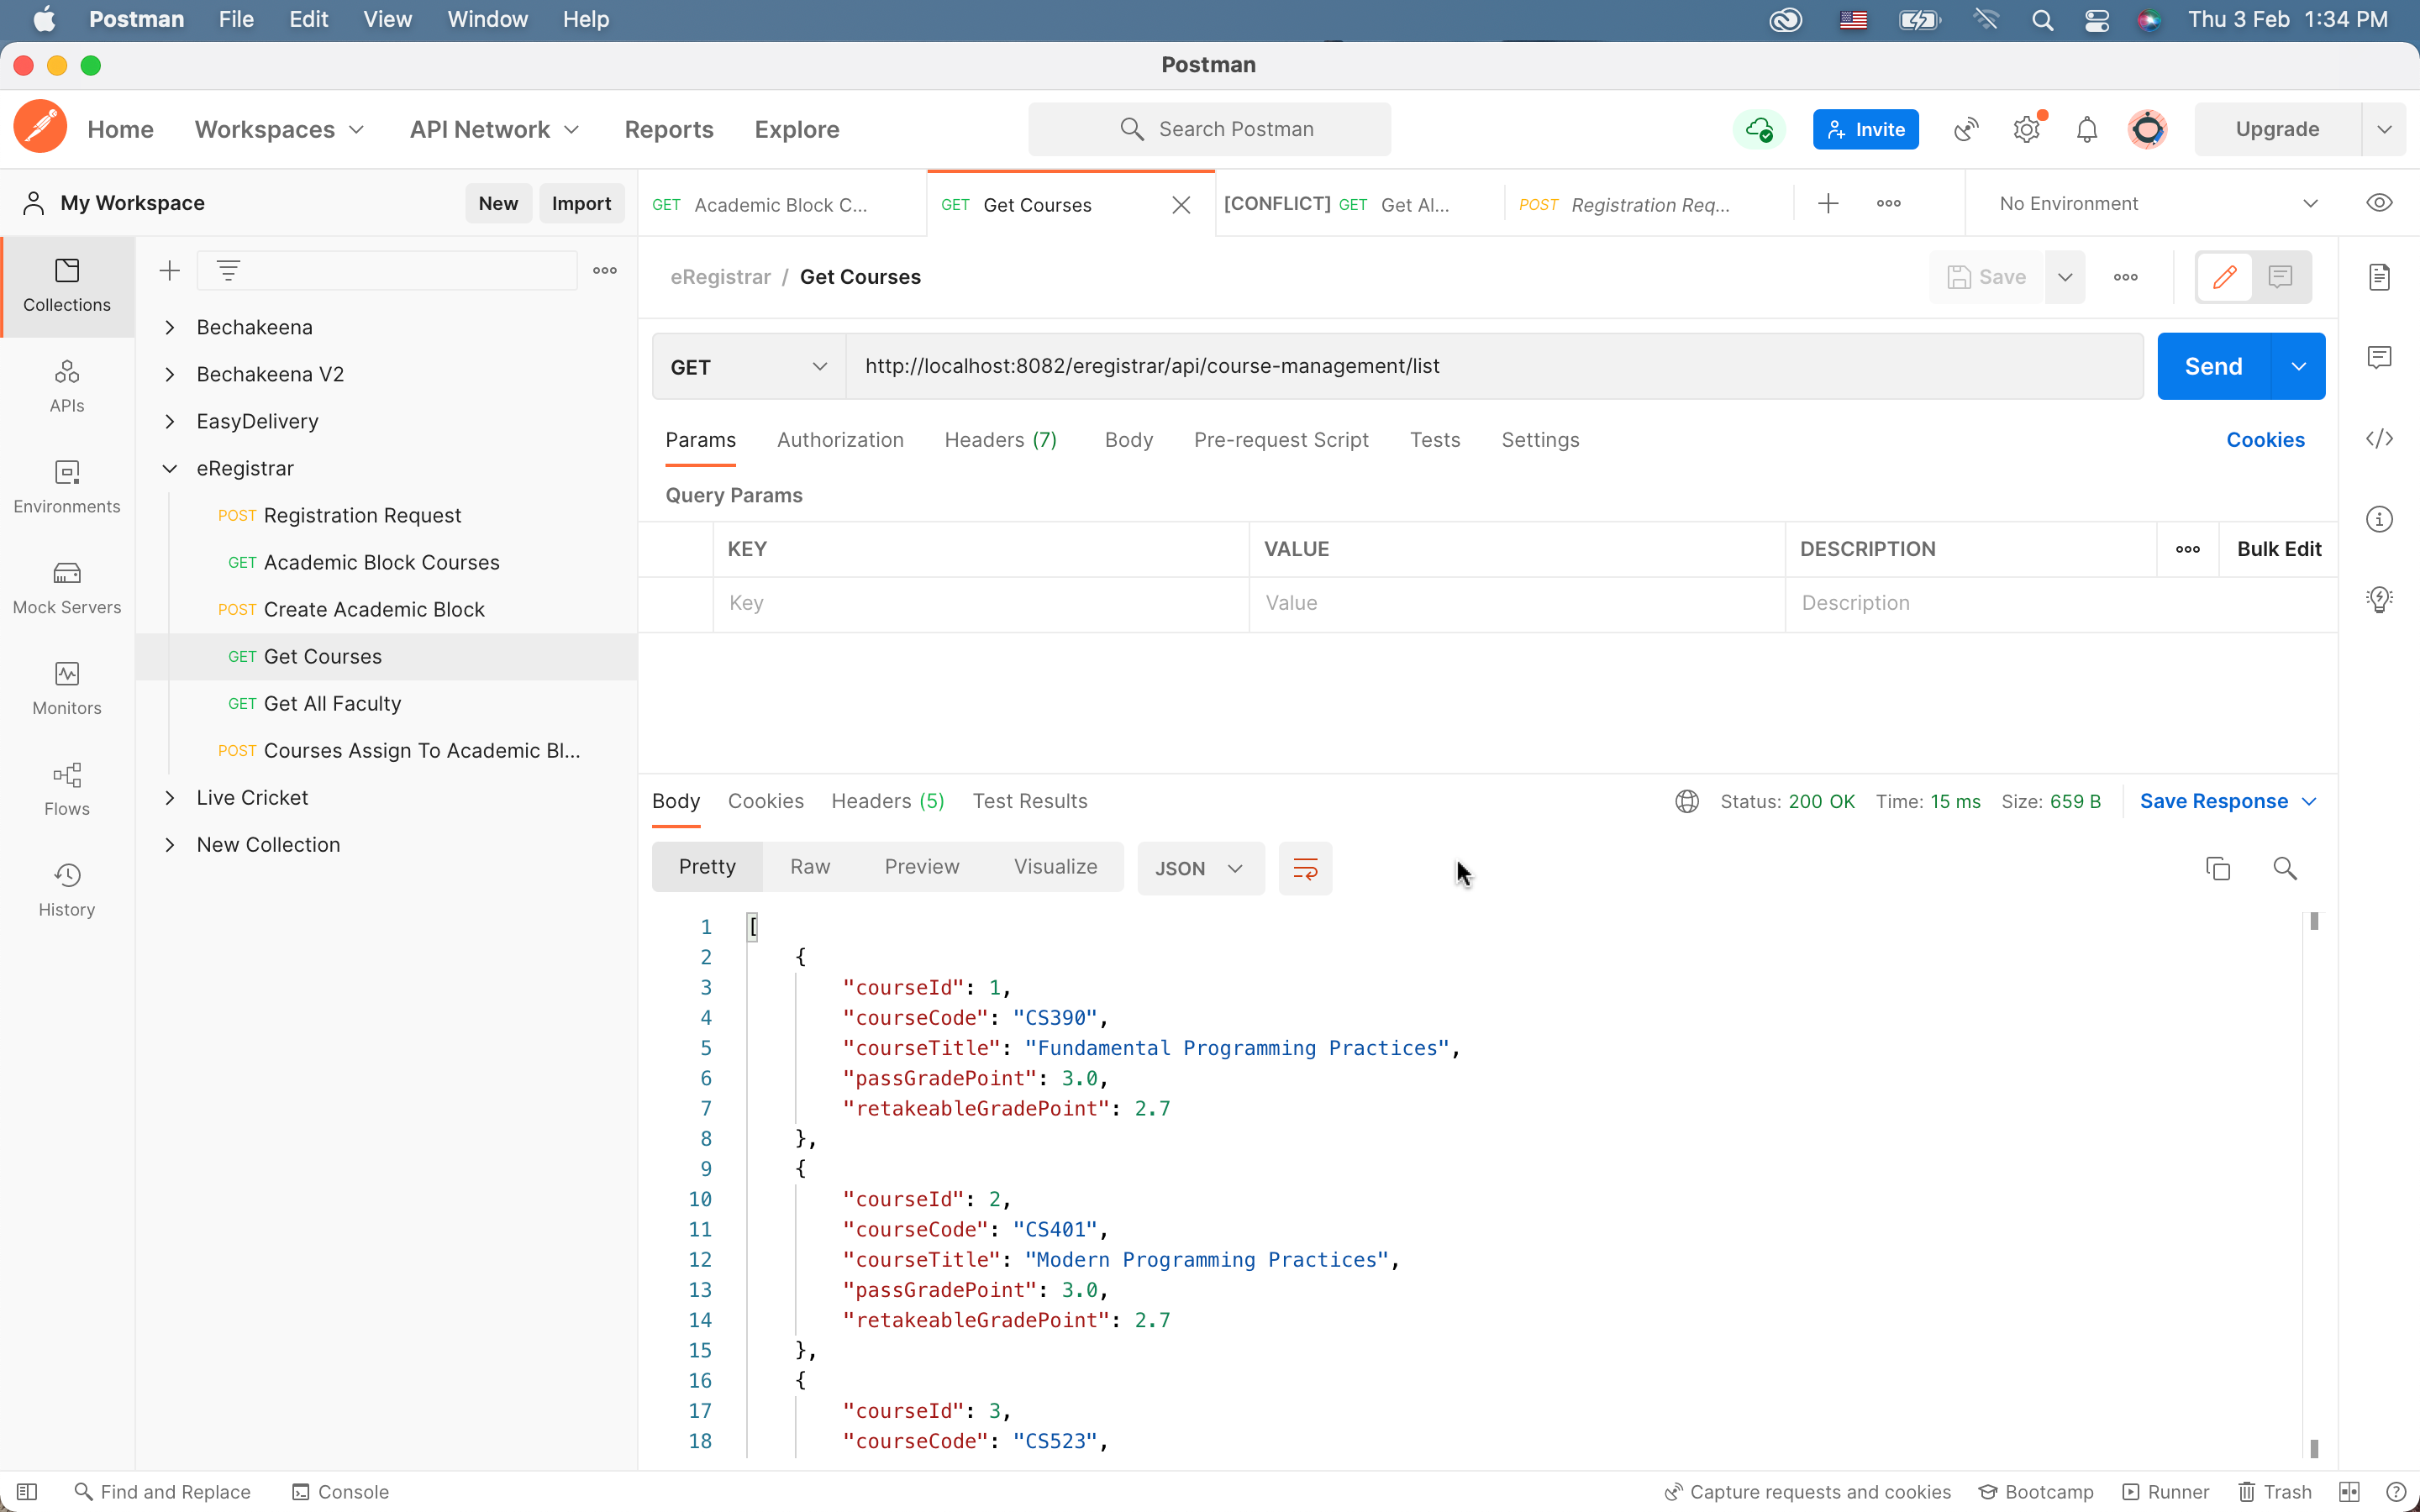 Postman File Edit View Window Help Thu 3 Feb 1:34 PM
Postman
Home Workspaces API Network Reports Explore Search Postman Invite Upgrade
My Workspace New Import GET Academic Block C... GET Get Courses [CONFLICT] GET Get Al... POST Registration Req... No Environment
Collections
APIs
Environments
Mock Servers
Monitors
Flows
History
Bechakeena
Bechakeena V2
EasyDelivery
eRegistrar
POST Registration Request
GET Academic Block Courses
POST Create Academic Block
GET Get Courses
GET Get All Faculty
POST Courses Assign To Academic Bl...
Live Cricket
New Collection
eRegistrar / Get Courses Save
GET http://localhost:8082/eregistrar/api/course-management/list Send
Params Authorization Headers (7) Body Pre-request Script Tests Settings Cookies
Query Params
KEY VALUE DESCRIPTION Bulk Edit
Key Value Description
Body Cookies Headers (5) Test Results Status: 200 OK Time: 15 ms Size: 659 B Save Response
Pretty Raw Preview Visualize JSON
1 [
2 {
3 "courseId": 1,
4 "courseCode": "CS390",
5 "courseTitle": "Fundamental Programming Practices",
6 "passGradePoint": 3.0,
7 "retakeableGradePoint": 2.7
8 },
9 {
10 "courseId": 2,
11 "courseCode": "CS401",
12 "courseTitle": "Modern Programming Practices",
13 "passGradePoint": 3.0,
14 "retakeableGradePoint": 2.7
15 },
16 {
17 "courseId": 3,
18 "courseCode": "CS523",
Find and Replace Console Capture requests and cookies Bootcamp Runner Trash